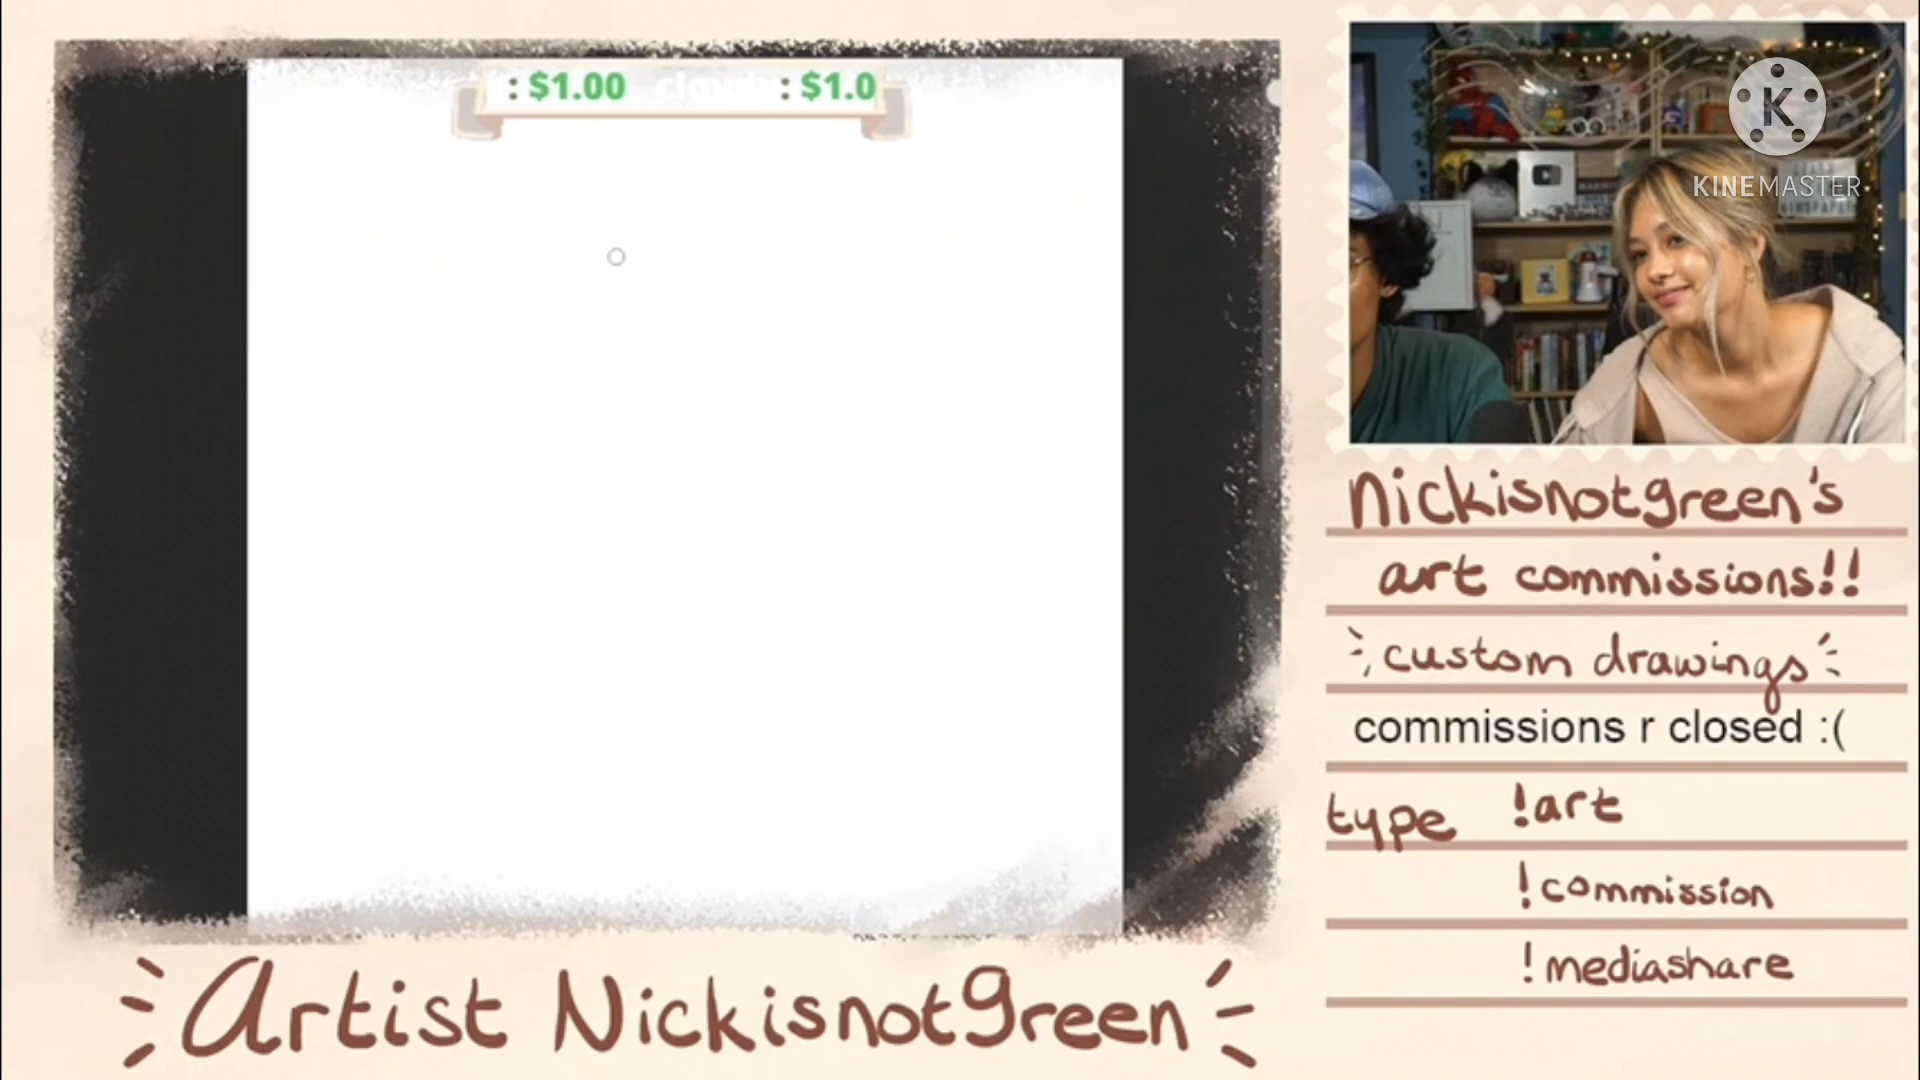 : $1.00 : $1.0
KINEMASTER
nickisnotgreen's
art commissions!!
custom drawings
commissions r closed :(
type !art
!commission
!mediashare
Artist Nickisnotgreen